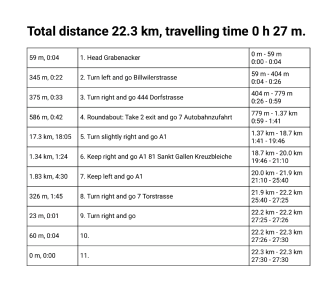 Total distance 22.3 km, travelling time 0 h 27 m.
59 m, 0:04 1. Head Grabenacker 0 m - 59 m
0:00 - 0:04
345 m, 0:22 2. Turn left and go Billwilerstrasse 59 m - 404 m
0:04 - 0:26
375 m, 0:33 3. Turn right and go 444 Dorfstrasse 404 m - 779 m
0:26 - 0:59
586 m, 0:42 4. Roundabout: Take 2 exit and go 7 Autobahnzufahrt 779 m - 1.37 km
0:59 - 1:41
17.3 km, 18:05 5. Turn slightly right and go A1 1.37 km - 18.7 km
1:41 - 19:46
1.34 km, 1:24 6. Keep right and go A1 81 Sankt Gallen Kreuzbleiche 18.7 km - 20.0 km
19:46 - 21:10
1.83 km, 4:30 7. Keep left and go A1 20.0 km - 21.9 km
21:10 - 25:40
326 m, 1:45 8. Turn right and go 7 Torstrasse 21.9 km - 22.2 km
25:40 - 27:25
23 m, 0:01 9. Turn right and go 22.2 km - 22.2 km
27:25 - 27:26
60 m, 0:04 10. 22.2 km - 22.3 km
27:26 - 27:30
0 m, 0:00 11. 22.3 km - 22.3 km
27:30 - 27:30